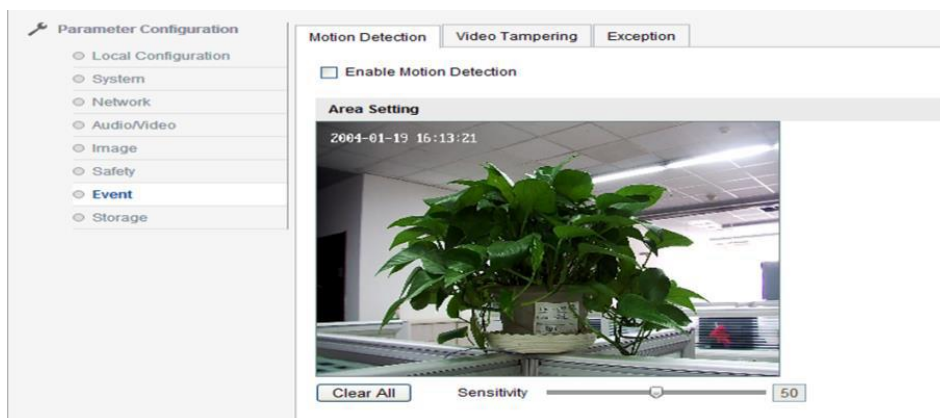 Parameter Configuration
Local Configuration
System
Network
Audio/Video
Image
Safety
Event
Storage
Motion Detection
Video Tampering
Exception
Enable Motion Detection
Area Setting
2004-01-19 16:13:21
Clear All
Sensitivity
50